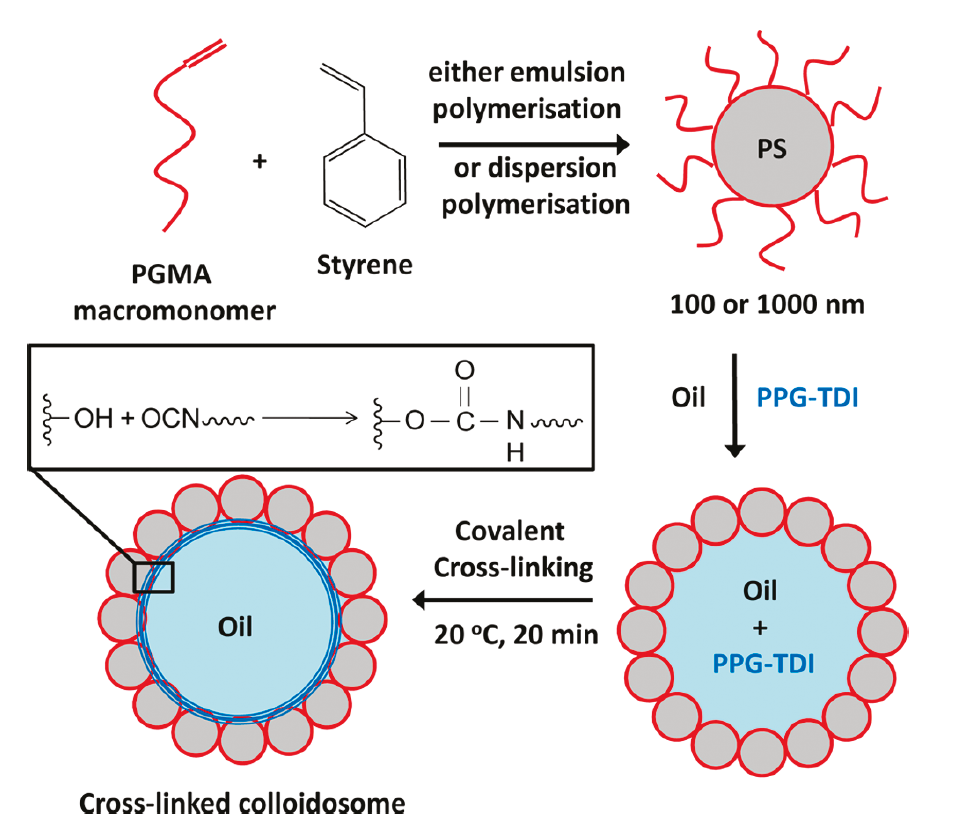 either emulsion
polymerisation
or dispersion
polymerisation
+
PGMA
macromonomer
Styrene
PS
100 or 1000 nm
Oil
PPG-TDI
OH + OCN
O
O – C – N
H
Covalent
Cross-linking
20 ºC, 20 min
Oil
+
PPG-TDI
Oil
Cross-linked colloidosome